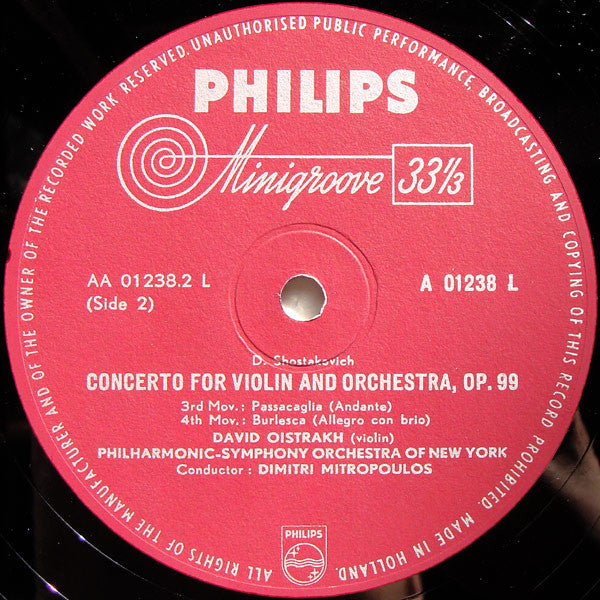 ALL RIGHTS OF THE MANUFACTURER AND OF THE OWNER OF THE RECORDED WORK RESERVED. UNAUTHORISED PUBLIC PERFORMANCE, BROADCASTING AND COPYING OF THIS RECORD PROHIBITED. MADE IN HOLLAND.
PHILIPS
Minigroove 33⅓
AA 01238.2 L
(Side 2)
A 01238 L
D. Shostakovich
CONCERTO FOR VIOLIN AND ORCHESTRA, OP. 99
3rd Mov.: Passacaglia (Andante)
4th Mov.: Burlesca (Allegro con brio)
DAVID OISTRAKH (violin)
PHILHARMONIC-SYMPHONY ORCHESTRA OF NEW YORK
Conductor: DIMITRI MITROPOULOS
PHILIPS